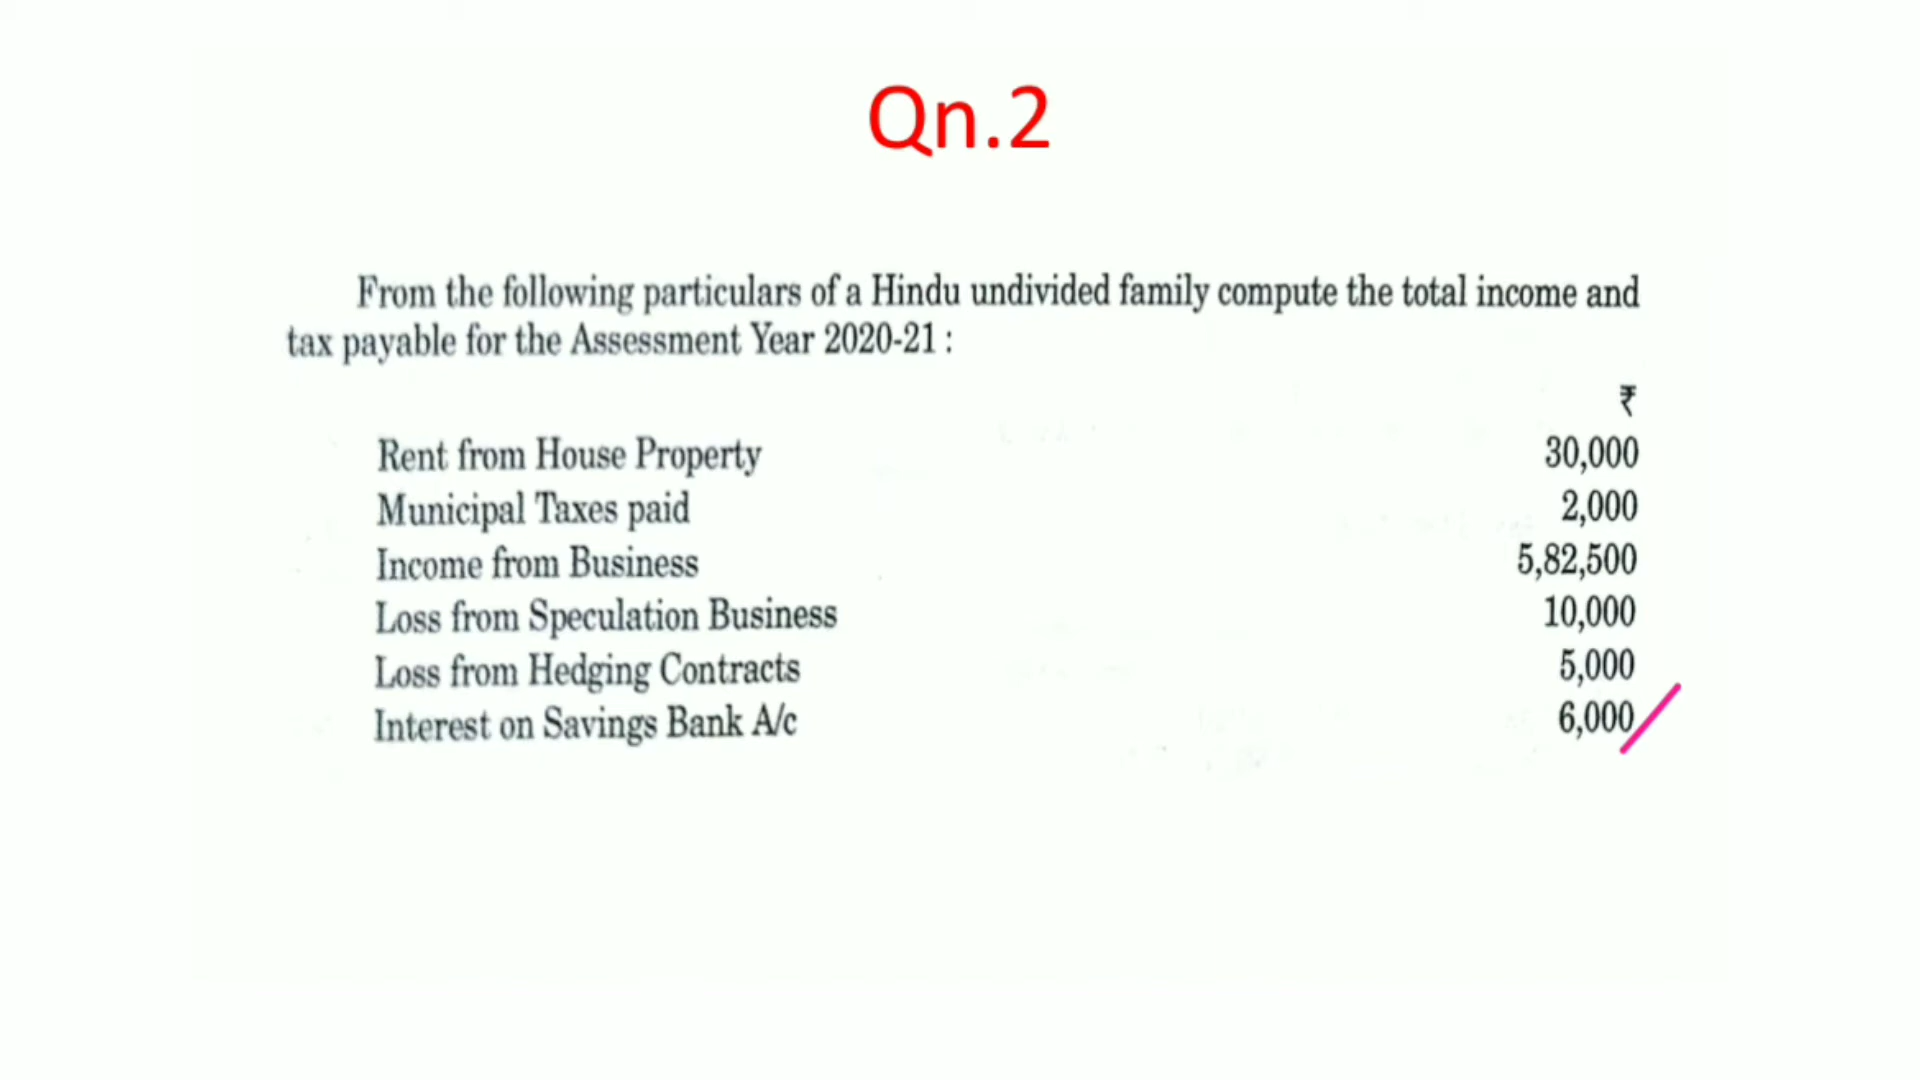 Qn.2
From the following particulars of a Hindu undivided family compute the total income and
tax payable for the Assessment Year 2020-21 :
₹
Rent from House Property 30,000
Municipal Taxes paid 2,000
Income from Business 5,82,500
Loss from Speculation Business 10,000
Loss from Hedging Contracts 5,000
Interest on Savings Bank A/c 6,000